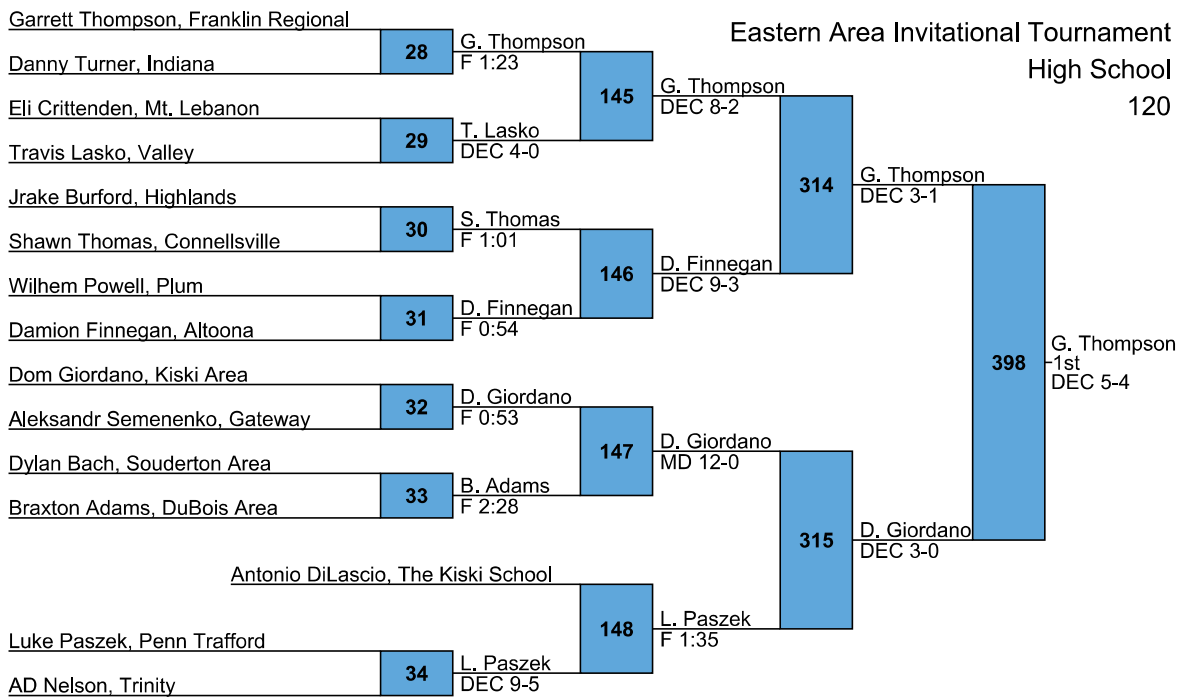 Eastern Area Invitational Tournament
High School
120
Garrett Thompson, Franklin Regional
28
Danny Turner, Indiana
G. Thompson
F 1:23
Eli Crittenden, Mt. Lebanon
29
Travis Lasko, Valley
T. Lasko
DEC 4-0
145
G. Thompson
DEC 8-2
Jrake Burford, Highlands
30
Shawn Thomas, Connellsville
S. Thomas
F 1:01
Wilhem Powell, Plum
31
Damion Finnegan, Altoona
D. Finnegan
F 0:54
146
D. Finnegan
DEC 9-3
314
G. Thompson
DEC 3-1
Dom Giordano, Kiski Area
32
Aleksandr Semenenko, Gateway
D. Giordano
F 0:53
Dylan Bach, Souderton Area
33
Braxton Adams, DuBois Area
B. Adams
F 2:28
147
D. Giordano
MD 12-0
Antonio DiLascio, The Kiski School
Luke Paszek, Penn Trafford
34
AD Nelson, Trinity
L. Paszek
DEC 9-5
148
L. Paszek
F 1:35
315
D. Giordano
DEC 3-0
398
G. Thompson
1st
DEC 5-4